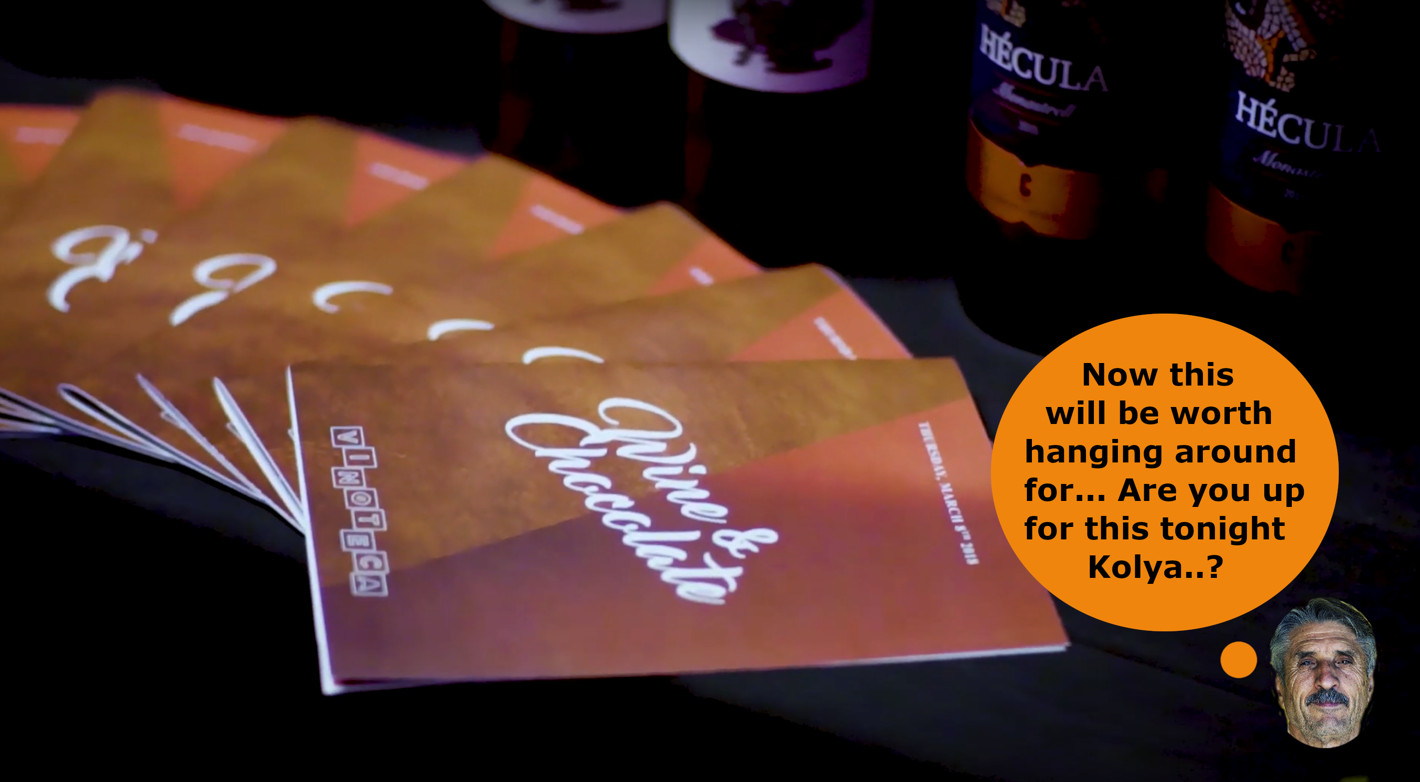 HÉCULA
Monastrell
C
HÉCULA
C
VINOTECA
Wine &
Chocolate
THURSDAY, MARCH 8TH 2018
Now this
will be worth
hanging around
for... Are you up
for this tonight
Kolya..?